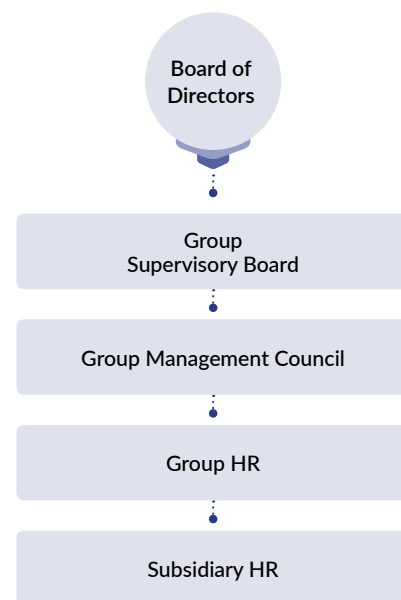 Board of
Directors
Group
Supervisory Board
Group Management Council
Group HR
Subsidiary HR